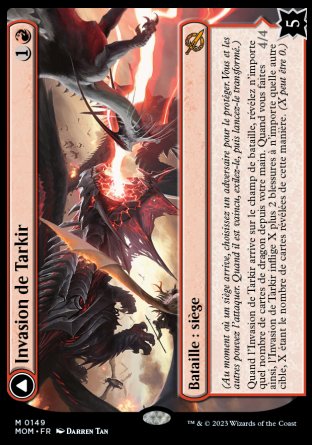 Invasion de Tarkir
1
Bataille : siège
(Au moment où un siège arrive, choisissez un adversaire pour le protéger. Vous et les
autres pouvez l'attaquer. Quand il est vaincu, exilez-le, puis lancez-le transformé.)
Quand l'Invasion de Tarkir arrive sur le champ de bataille, révélez n'importe
quel nombre de cartes de dragon depuis votre main. Quand vous faites
ainsi, l'Invasion de Tarkir inflige X plus 2 blessures à n'importe quelle autre
cible, X étant le nombre de cartes révélées de cette manière. (X peut être 0.)
4/4
5
M 0149
MOM • FR DARREN TAN
™ & © 2023 Wizards of the Coast